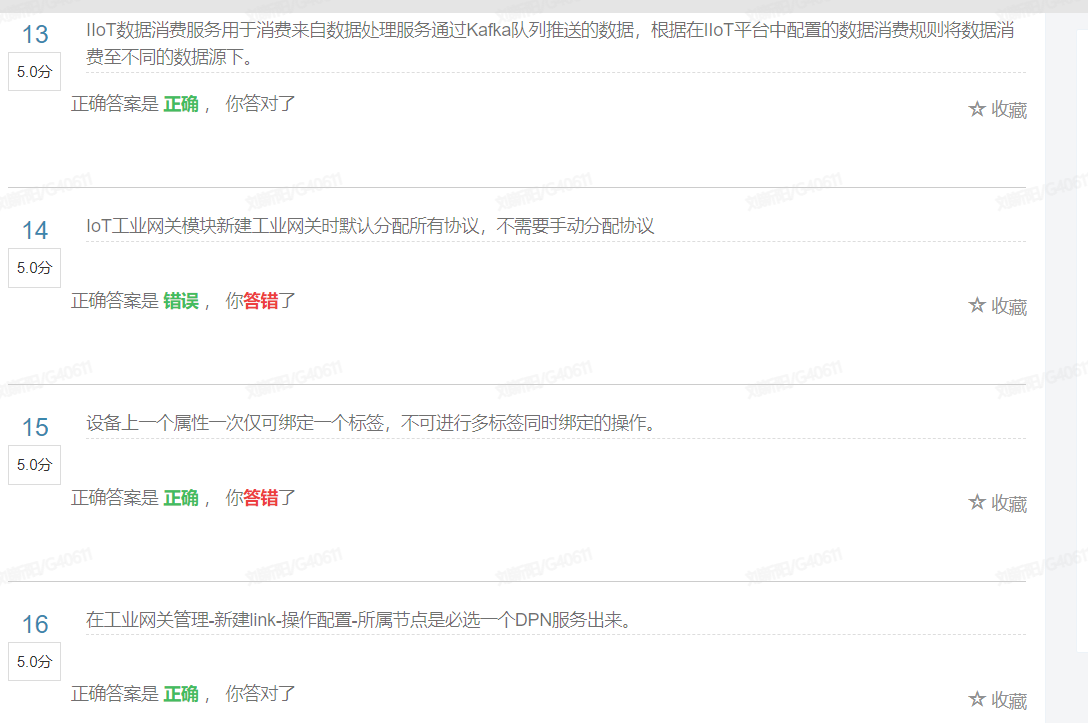 13
IIoT数据消费服务用于消费来自数据处理服务通过Kafka队列推送的数据，根据在IIoT平台中配置的数据消费规则将数据消
费至不同的数据源下。
5.0分
正确答案是 正确 ， 你答对了
☆ 收藏
14
IoT工业网关模块新建工业网关时默认分配所有协议，不需要手动分配协议
5.0分
正确答案是 错误 ， 你答错了
☆ 收藏
15
设备上一个属性一次仅可绑定一个标签，不可进行多标签同时绑定的操作。
5.0分
正确答案是 正确 ， 你答错了
☆ 收藏
16
在工业网关管理-新建link-操作配置-所属节点是必选一个DPN服务出来。
5.0分
正确答案是 正确 ， 你答对了
☆ 收藏